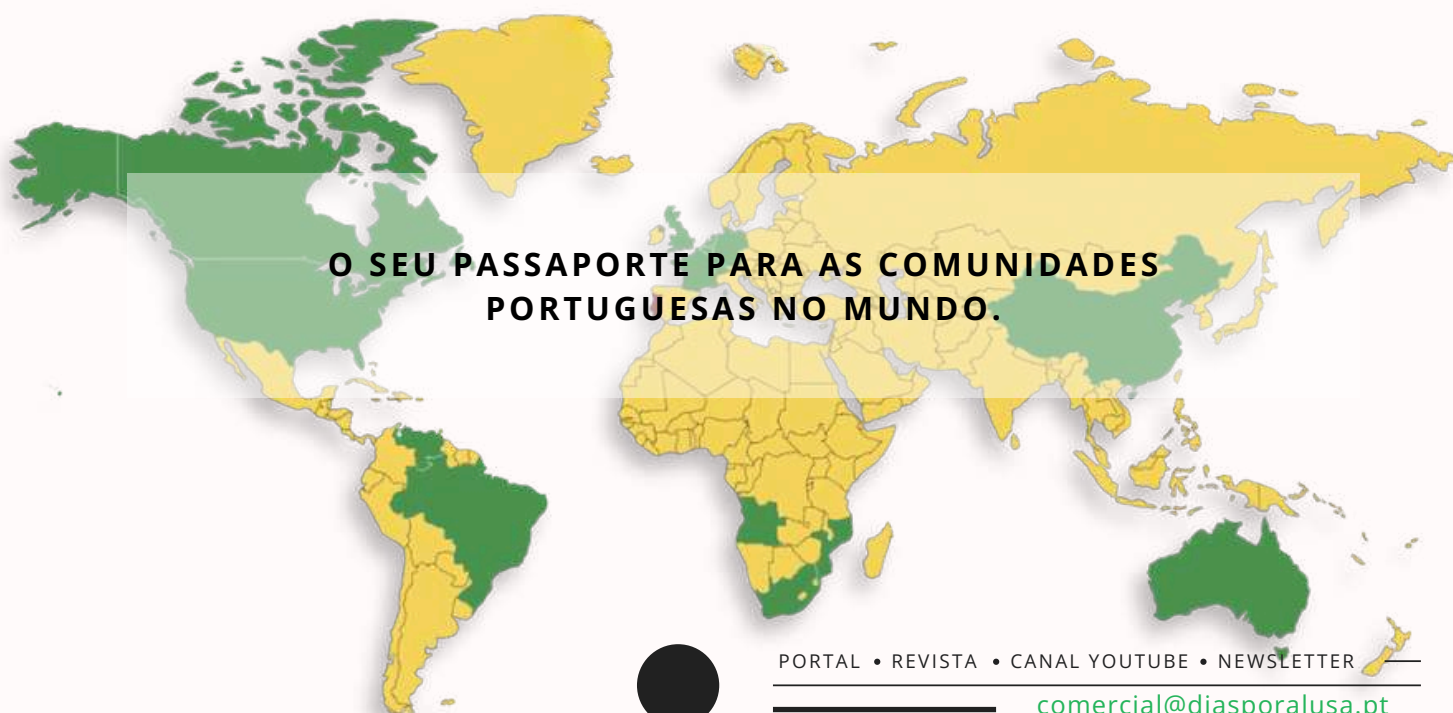 O SEU PASSAPORTE PARA AS COMUNIDADES
PORTUGUESAS NO MUNDO.
PORTAL • REVISTA • CANAL YOUTUBE • NEWSLETTER
comercial@diasporalusa.pt